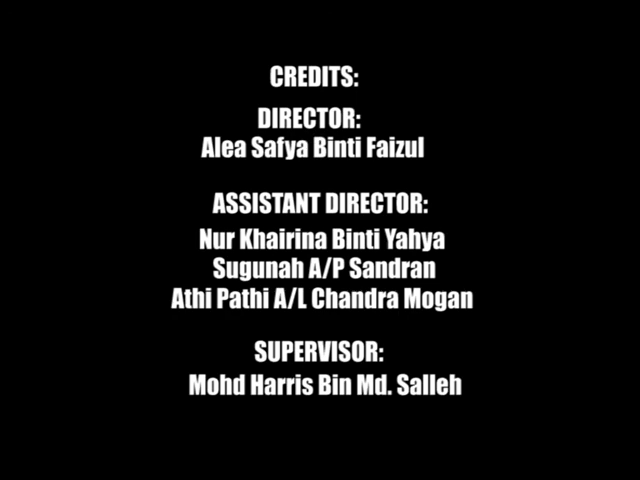 CREDITS:
DIRECTOR:
Alea Safya Binti Faizul
ASSISTANT DIRECTOR:
Nur Khairina Binti Yahya
Sugunah A/P Sandran
Athi Pathi A/L Chandra Mogan
SUPERVISOR:
Mohd Harris Bin Md. Salleh